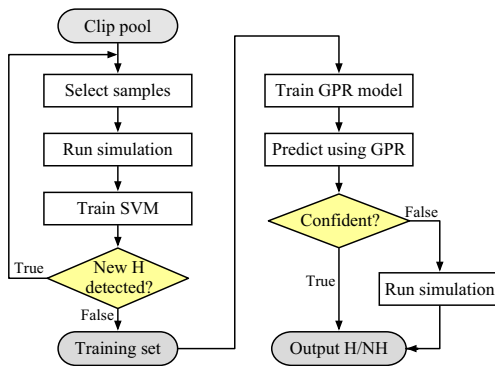 Clip pool
Select samples
Run simulation
Train SVM
True
New H
detected?
False
Training set
Train GPR model
Predict using GPR
Confident?
False
True
Run simulation
Output H/NH